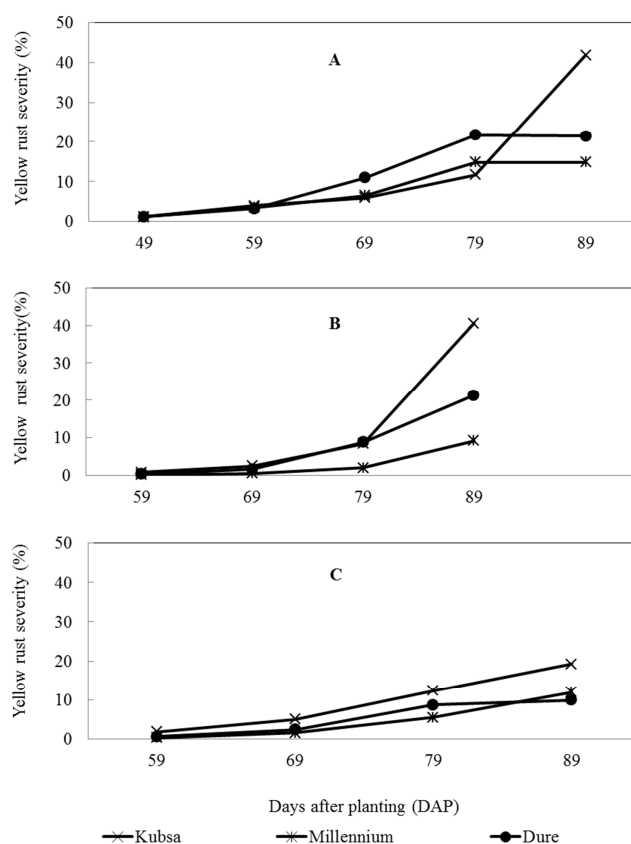 50
A
40
30
20
10
0
Yellow rust severity (%)
49 59 69 79 89
50
B
40
30
20
10
0
Yellow rust severity(%)
59 69 79 89
50
C
40
30
20
10
0
Yellow rust severity (%)
59 69 79 89
Days after planting (DAP)
Kubsa Millennium Dure